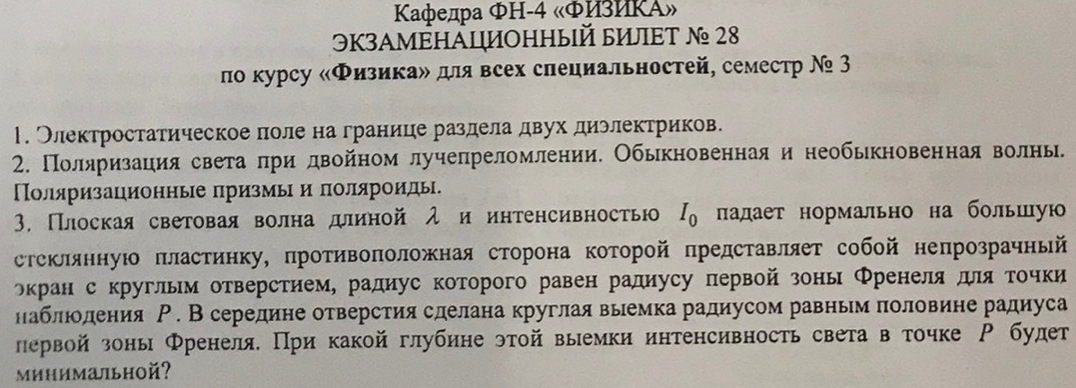 Кафедра ФН-4 «ФИЗИКА»
ЭКЗАМЕНАЦИОННЫЙ БИЛЕТ № 28
по курсу «Физика» для всех специальностей, семестр № 3
1. Электростатическое поле на границе раздела двух диэлектриков.
2. Поляризация света при двойном лучепреломлении. Обыкновенная и необыкновенная волны.
Поляризационные призмы и поляроиды.
3. Плоская световая волна длиной λ и интенсивностью I₀ падает нормально на большую
стеклянную пластинку, противоположная сторона которой представляет собой непрозрачный
экран с круглым отверстием, радиус которого равен радиусу первой зоны Френеля для точки
наблюдения P. В середине отверстия сделана круглая выемка радиусом равным половине радиуса
первой зоны Френеля. При какой глубине этой выемки интенсивность света в точке P будет
минимальной?